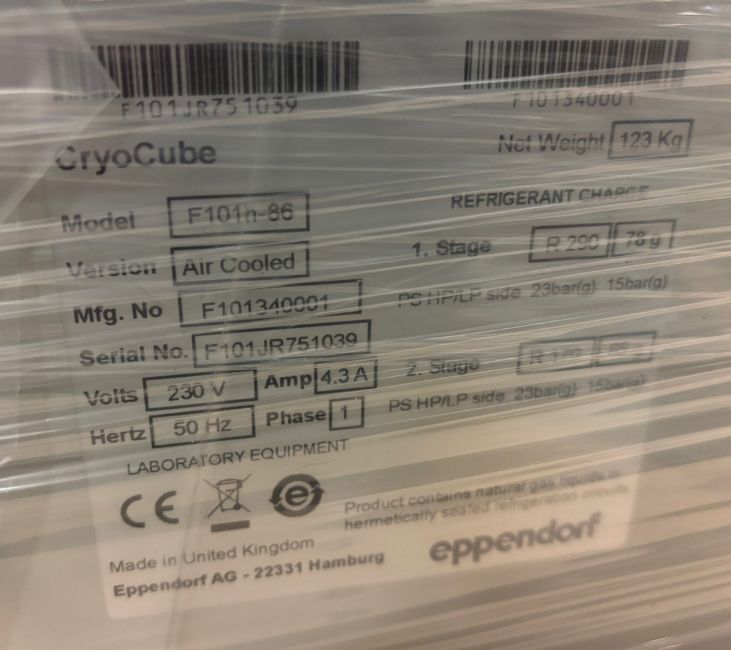 F101JR751039
F101340001
CryoCube
Net Weight 123 Kg
Model F101h-86
REFRIGERANT CHARGE
Version Air Cooled
1. Stage R 290 78 g
Mfg. No F101340001
PS HP/LP side 23bar(g) 15bar(g)
Serial No. F101JR751039
2. Stage R 170
Volts 230 V Amp 4.3 A
PS HP/LP side 23bar(g) 15bar(g)
Hertz 50 Hz Phase 1
LABORATORY EQUIPMENT
CE
Product contains natural gas liquids in
hermetically sealed refrigeration circuits
Made in United Kingdom
Eppendorf AG - 22331 Hamburg
eppendorf